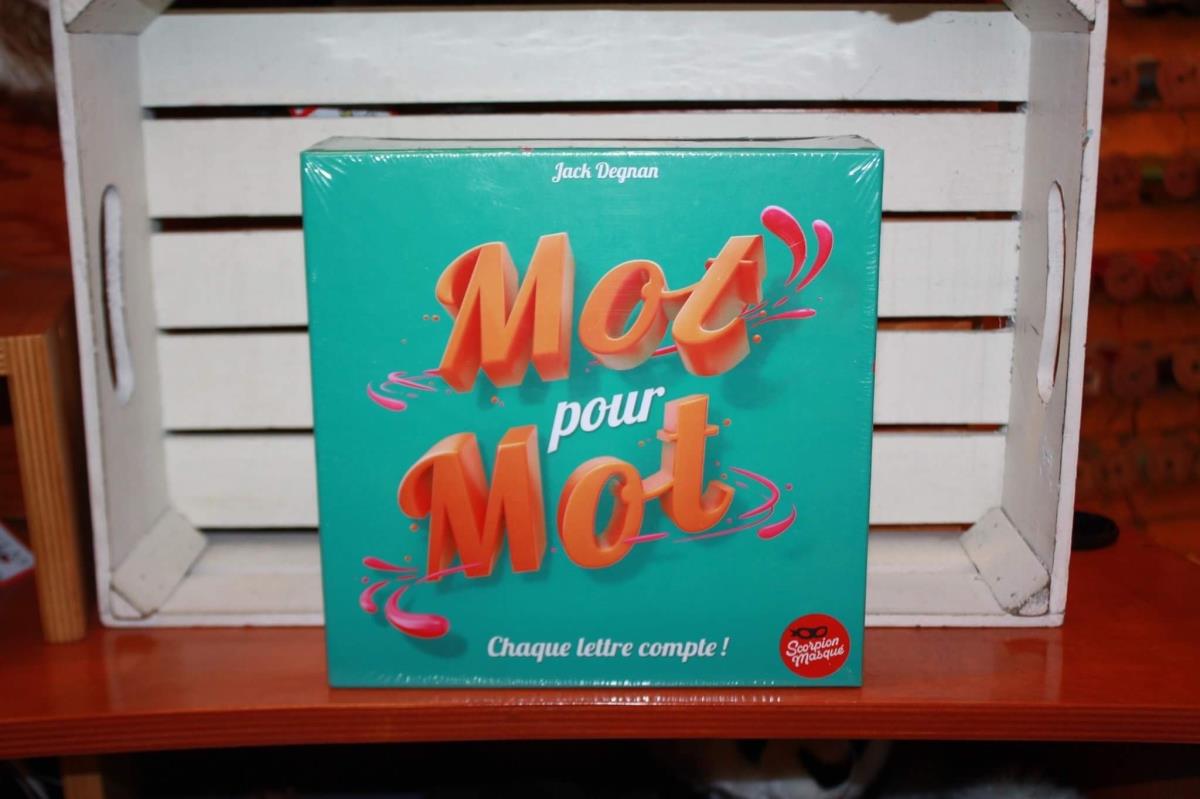 Jack Degnan
Mot
pour
Mot
Chaque lettre compte !
Scorpion
Masqué